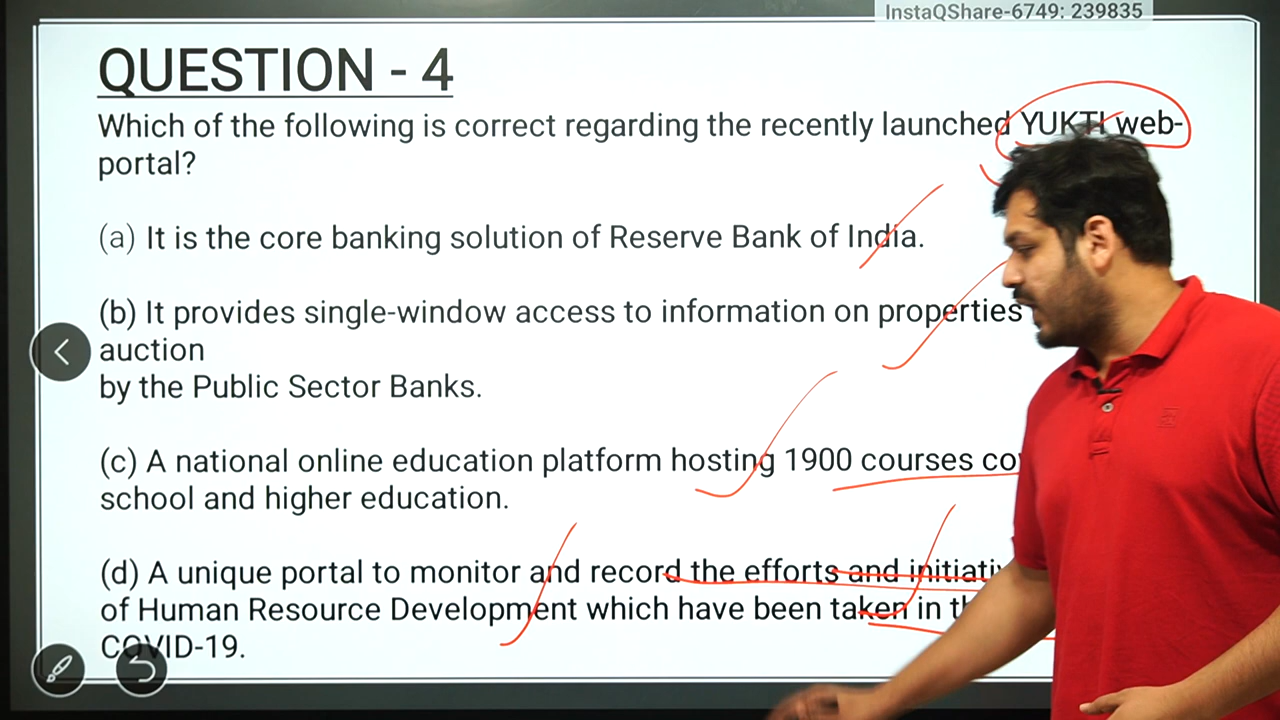 InstaQShare-6749: 239835
QUESTION - 4
Which of the following is correct regarding the recently launched YUKTI web-
portal?
(a) It is the core banking solution of Reserve Bank of India.
(b) It provides single-window access to information on properties
auction
by the Public Sector Banks.
(c) A national online education platform hosting 1900 courses
school and higher education.
(d) A unique portal to monitor and record the efforts and
of Human Resource Development which have been taken in
COVID-19.